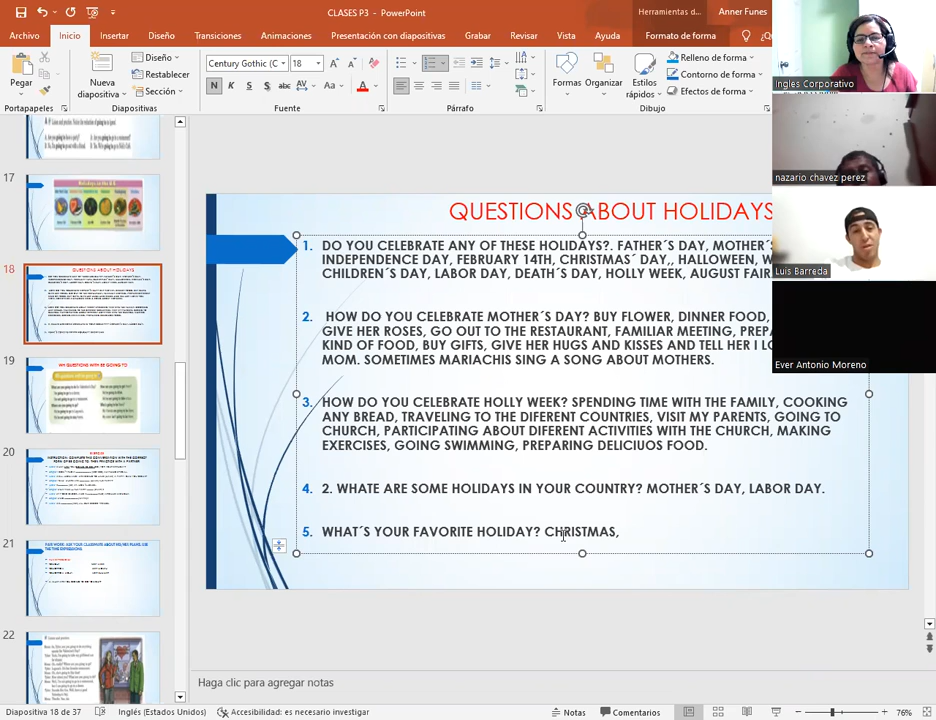 CLASES P3 - PowerPoint
Herramientas d...
Anner Funes
Archivo
Inicio
Insertar
Diseño
Transiciones
Animaciones
Presentación con diapositivas
Grabar
Revisar
Vista
Ayuda
Formato de forma
Pegar
Portapapeles
Nueva
diapositiva
Diseño
Restablecer
Sección
Diapositivas
Century Gothic (C
18
N K S abc AV Aa A
Fuente
Párrafo
Formas
Organizar
Estilos
rápidos
Relleno de forma
Contorno de forma
Efectos de forma
Dibujo
Ingles Corporativo
nazario chavez perez
Luis Barreda
Ever Antonio Moreno
17
18
19
20
21
22
QUESTIONS ABOUT HOLIDAYS
1. DO YOU CELEBRATE ANY OF THESE HOLIDAYS?. FATHER´S DAY, MOTHER´S
INDEPENDENCE DAY, FEBRUARY 14TH, CHRISTMAS´ DAY,, HALLOWEEN, W
CHILDREN´S DAY, LABOR DAY, DEATH´S DAY, HOLLY WEEK, AUGUST FAIR
2. HOW DO YOU CELEBRATE MOTHER´S DAY? BUY FLOWER, DINNER FOOD,
GIVE HER ROSES, GO OUT TO THE RESTAURANT, FAMILIAR MEETING, PREP
KIND OF FOOD, BUY GIFTS, GIVE HER HUGS AND KISSES AND TELL HER I L
MOM. SOMETIMES MARIACHIS SING A SONG ABOUT MOTHERS.
3. HOW DO YOU CELEBRATE HOLLY WEEK? SPENDING TIME WITH THE FAMILY, COOKING
ANY BREAD, TRAVELING TO TE DIFERENT COUNTRIES, VISIT MY PARENTS, GOING TO
CHURCH, PARTICIPATING ABOUT DIFERENT ACTIVITIES WITH THE CHURCH, MAKING
EXERCISES, GOING SWIMMING, PREPARING DELICIUOS FOOD.
4. 2. WHATE ARE SOME HOLIDAYS IN YOUR COUNTRY? MOTHER´S DAY, LABOR DAY.
5. WHAT´S YOUR FAVORITE HOLIDAY? CHRISTMAS,
Haga clic para agregar notas
Diapositiva 18 de 37
Inglés (Estados Unidos)
Accesibilidad: es necesario investigar
Notas
Comentarios
76%